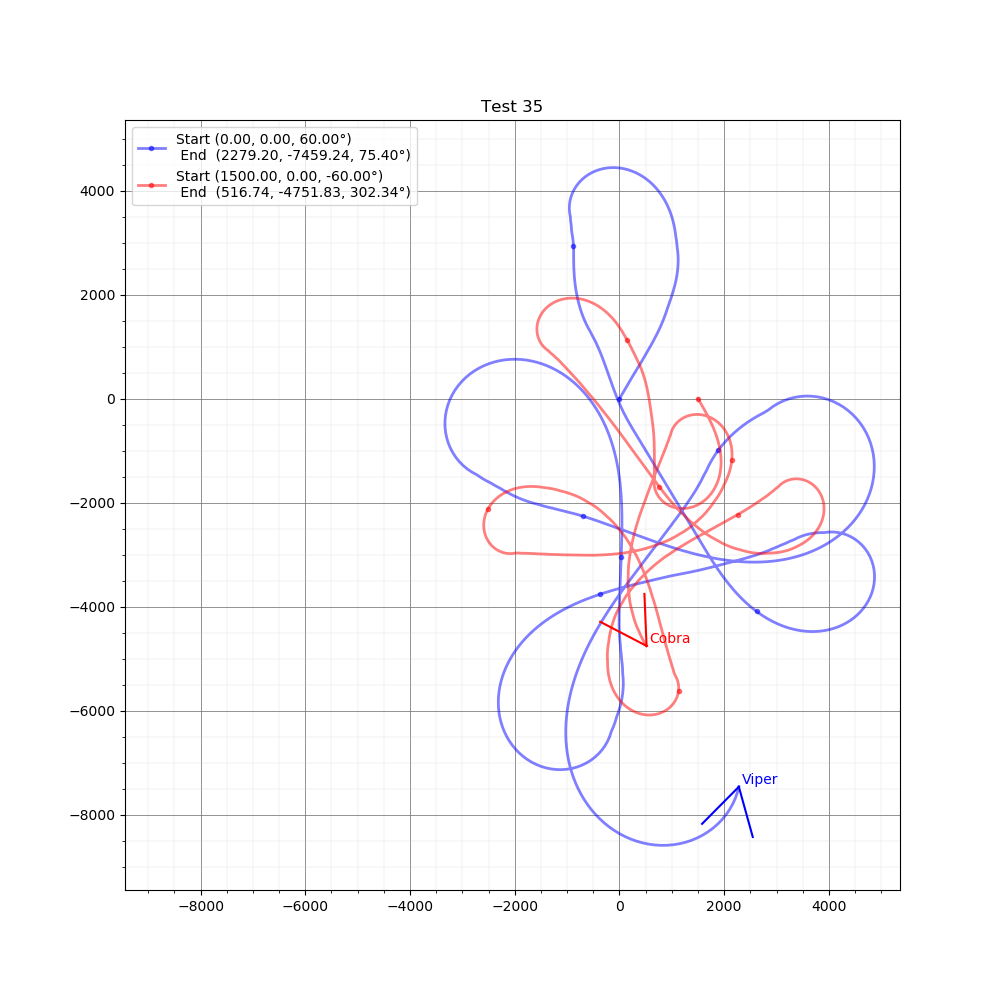 Test 35
Start (0.00, 0.00, 60.00°)
End (2279.20, -7459.24, 75.40°)
Start (1500.00, 0.00, -60.00°)
End (516.74, -4751.83, 302.34°)
4000
2000
0
−2000
−4000
−6000
−8000
Cobra
Viper
−8000 −6000 −4000 −2000 0 2000 4000